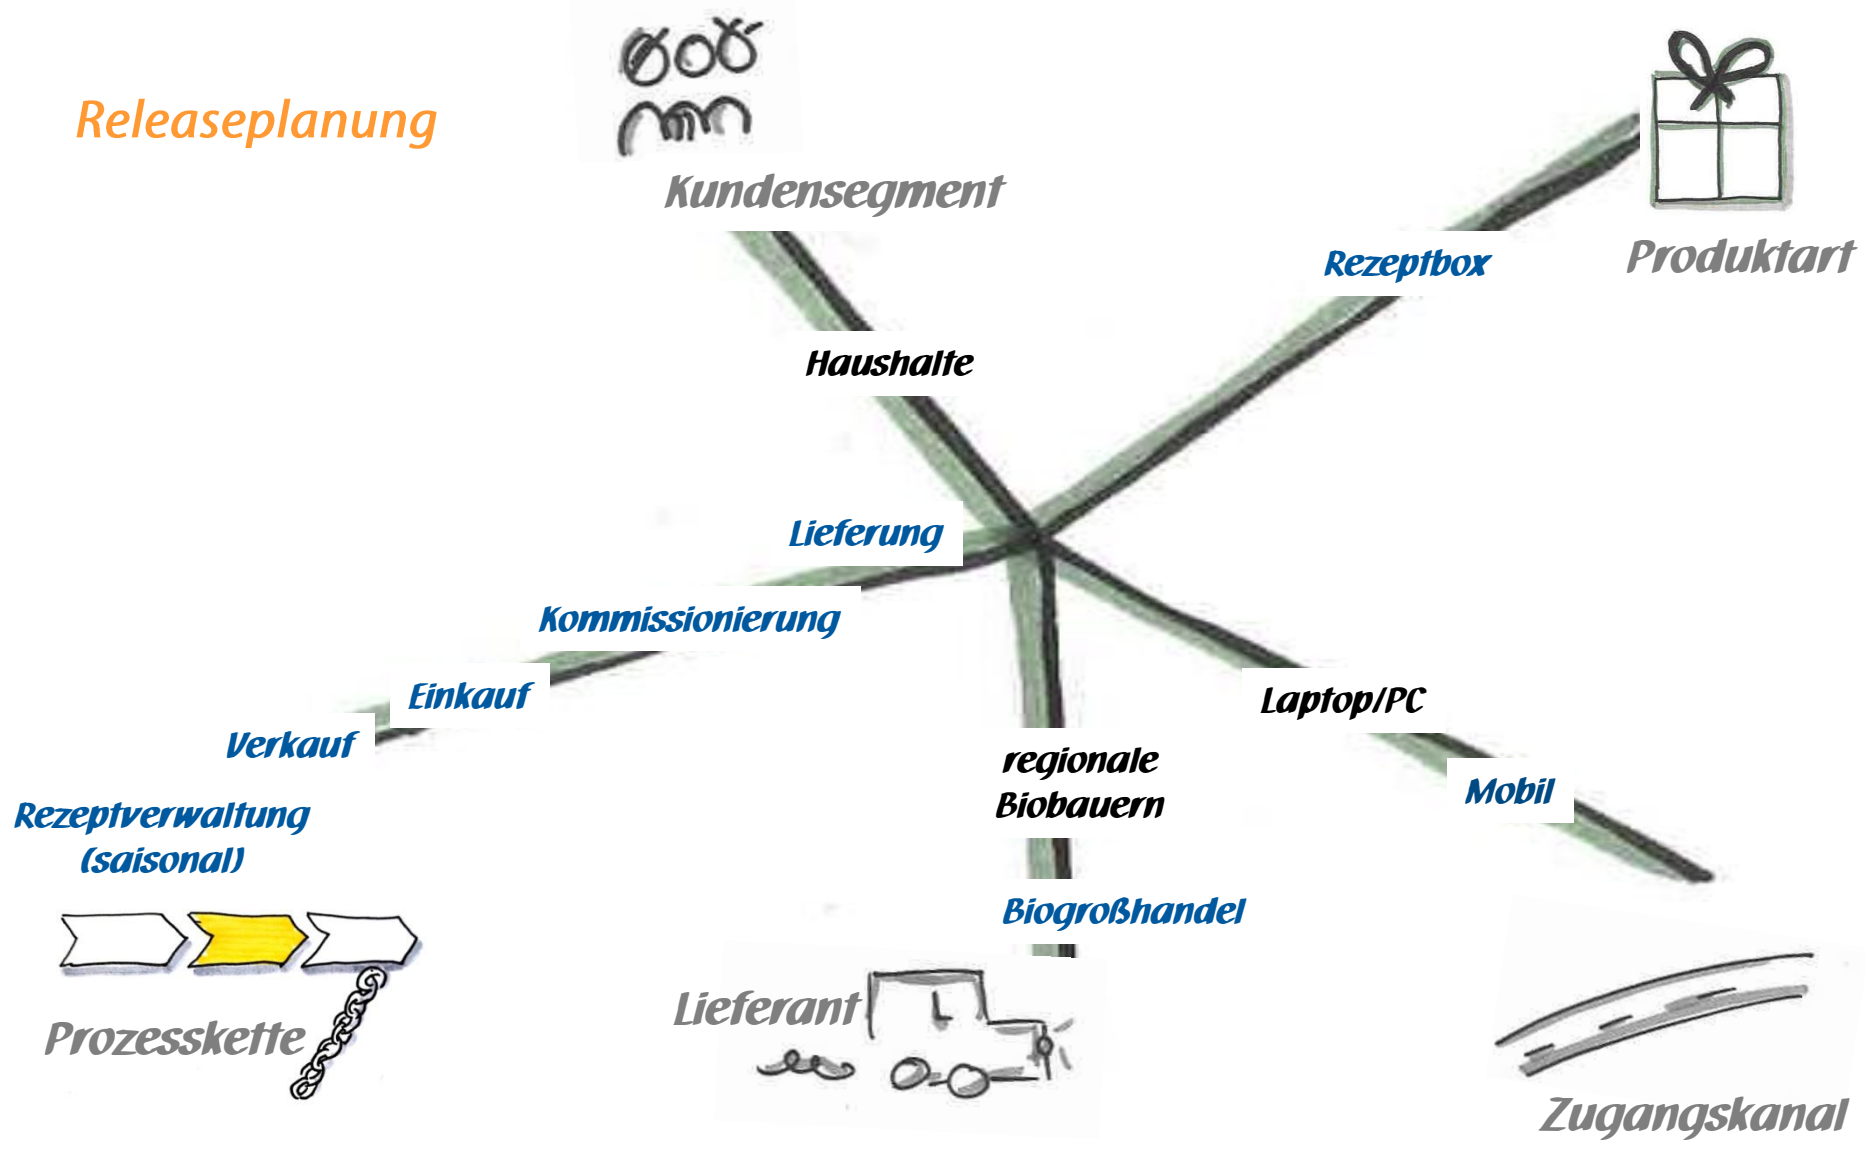 Releaseplanung
Kundensegment
Produktart
Rezeptbox
Haushalte
Lieferung
Kommissionierung
Einkauf
Verkauf
Rezeptverwaltung
(saisonal)
Prozesskette
regionale
Biobauern
Biogroßhandel
Lieferant
Laptop/PC
Mobil
Zugangskanal